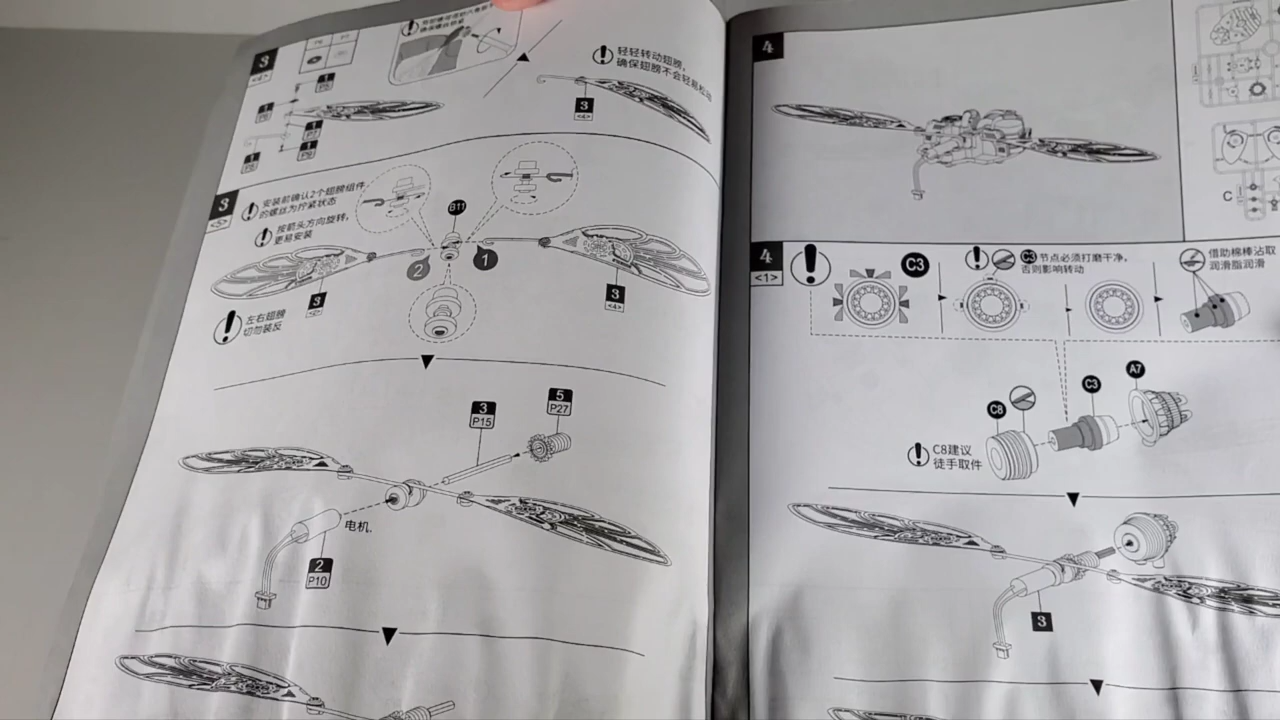 3
<4>
1
P5
1
1
1
轻轻转动翅膀,
确保翅膀不会轻易松动
3
<4>
3
<5>
安装前确认2个翅膀组件
的螺丝为拧紧状态
按箭头方向旋转,
更易安装
B11
2
1
3
3
<4>
左右翅膀
切勿装反
3
P15
5
P27
电机.
2
P10
4
4
<1>
C3
C3 节点必须打磨干净,
否则影响转动
借助棉棒沾取
润滑脂润滑
C8
C3
A7
C8建议
徒手取件
3
C